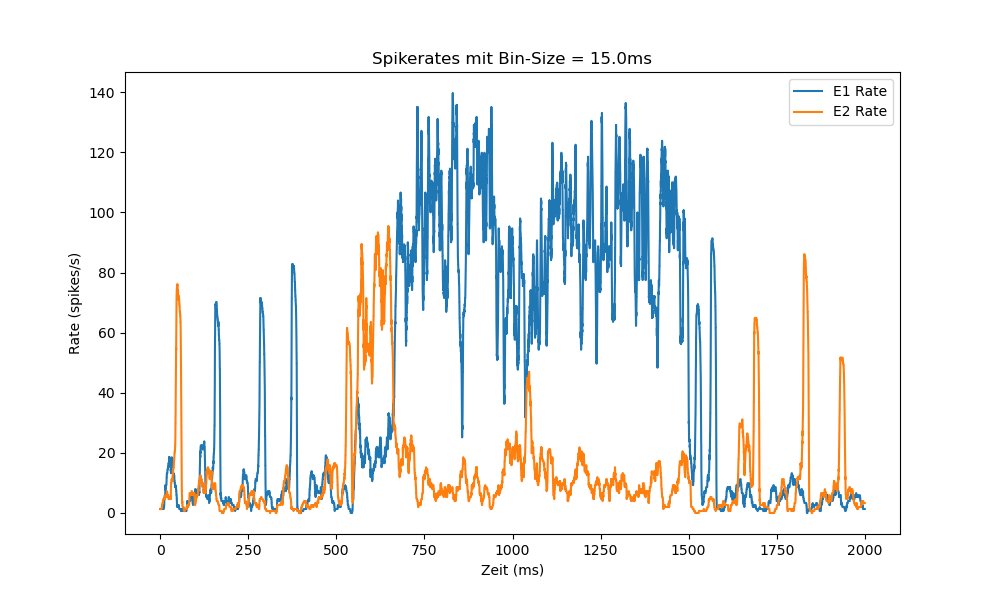 Spikerates mit Bin-Size = 15.0ms
E1 Rate
E2 Rate
140
120
100
80
60
40
20
0
Rate (spikes/s)
0 250 500 750 1000 1250 1500 1750 2000
Zeit (ms)